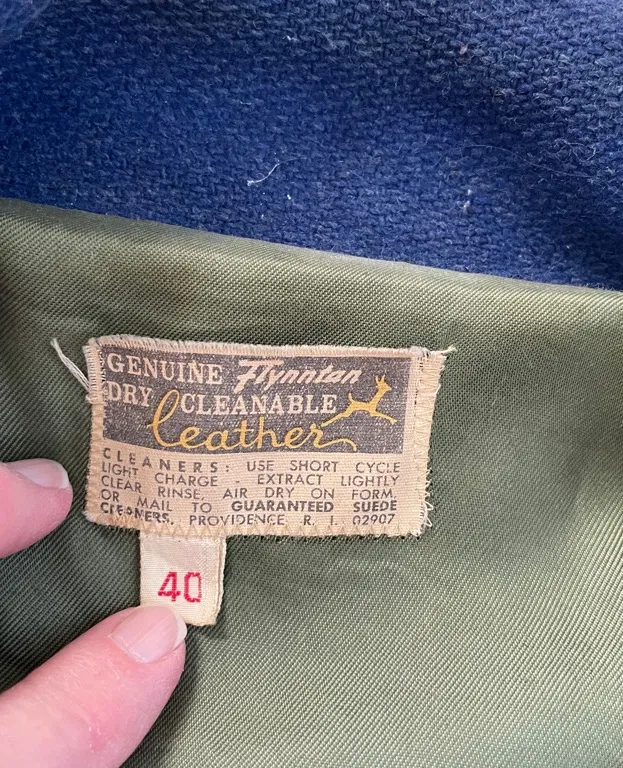 GENUINE Flynntan
DRY CLEANABLE
Leather
CLEANERS: USE SHORT CYCLE
LIGHT CHARGE - EXTRACT LIGHTLY
CLEAR RINSE, AIR DRY ON FORM.
OR MAIL TO GUARANTEED SUEDE
CLEANERS, PROVIDENCE R. I. 02907
40